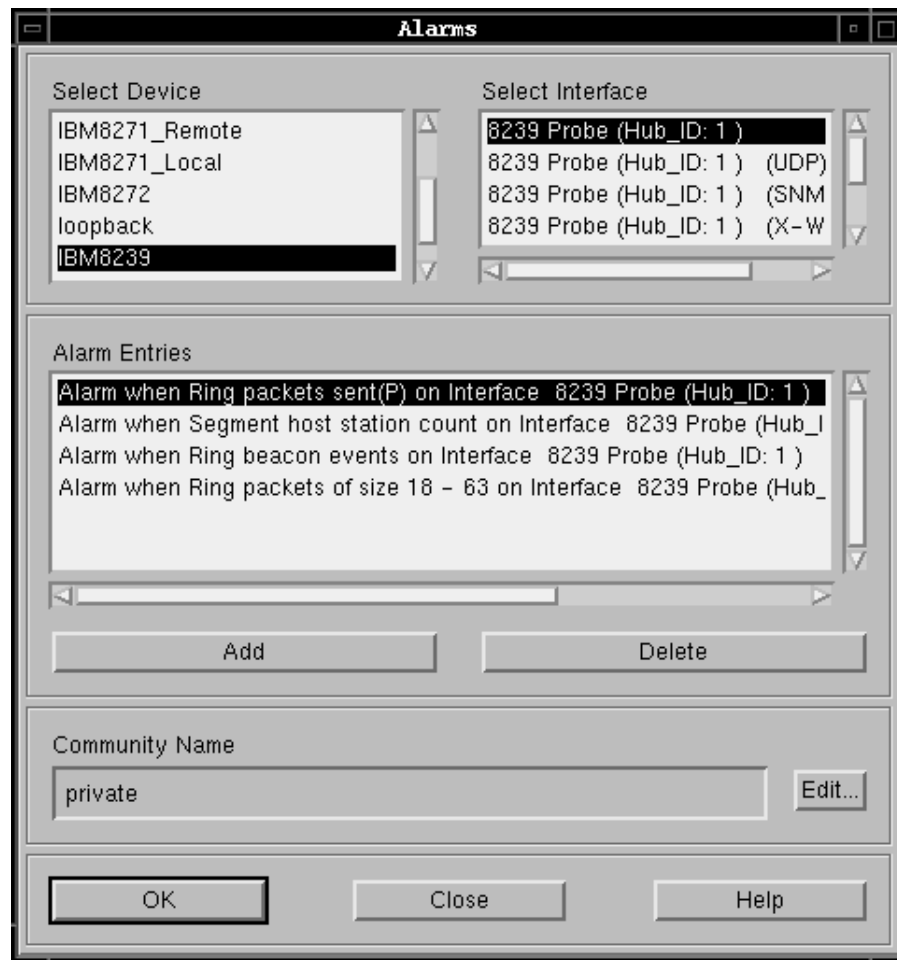 Alarms
Select Device
IBM8271_Remote
IBM8271_Local
IBM8272
loopback
IBM8239
Select Interface
8239 Probe (Hub_ID: 1 )
8239 Probe (Hub_ID: 1 )   (UDP)
8239 Probe (Hub_ID: 1 )   (SNM
8239 Probe (Hub_ID: 1 )   (X-W
Alarm Entries
Alarm when Ring packets sent(P) on Interface  8239 Probe (Hub_ID: 1 )
Alarm when Segment host station count on Interface  8239 Probe (Hub_I
Alarm when Ring beacon events on Interface  8239 Probe (Hub_ID: 1 )
Alarm when Ring packets of size 18 – 63 on Interface  8239 Probe (Hub_
Add
Delete
Community Name
private
Edit...
OK
Close
Help